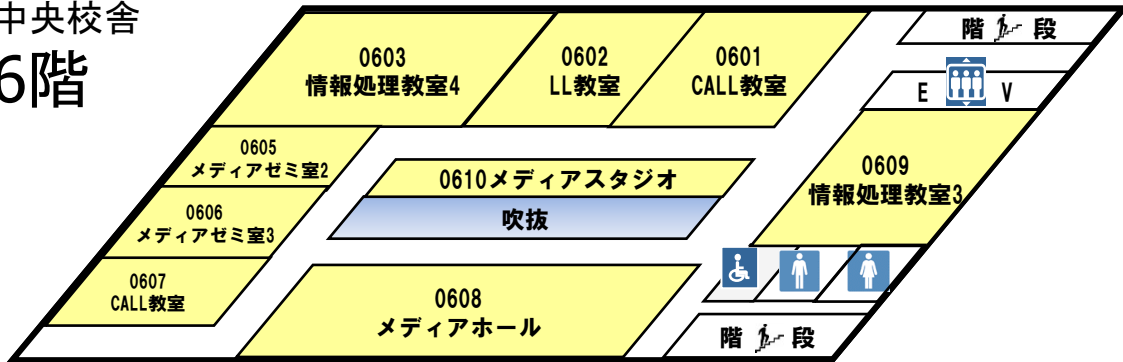 中央校舎
6階
0603
情報処理教室4
0602
LL教室
0601
CALL教室
階段
EV
0605
メディアゼミ室2
0606
メディアゼミ室3
0607
CALL教室
0610メディアスタジオ
吹抜
0609
情報処理教室3
0608
メディアホール
階段